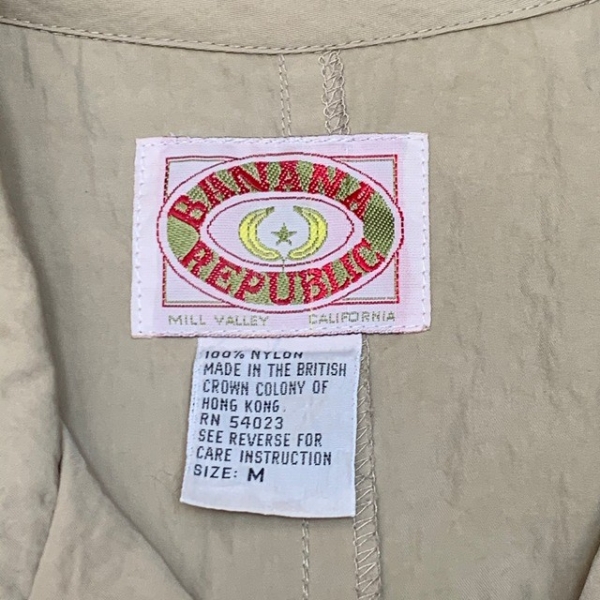 BANANA
REPUBLIC
MILL VALLEY CALIFORNIA
100% NYLON
MADE IN THE BRITISH
CROWN COLONY OF
HONG KONG.
RN 54023
SEE REVERSE FOR
CARE INSTRUCTION
SIZE: M